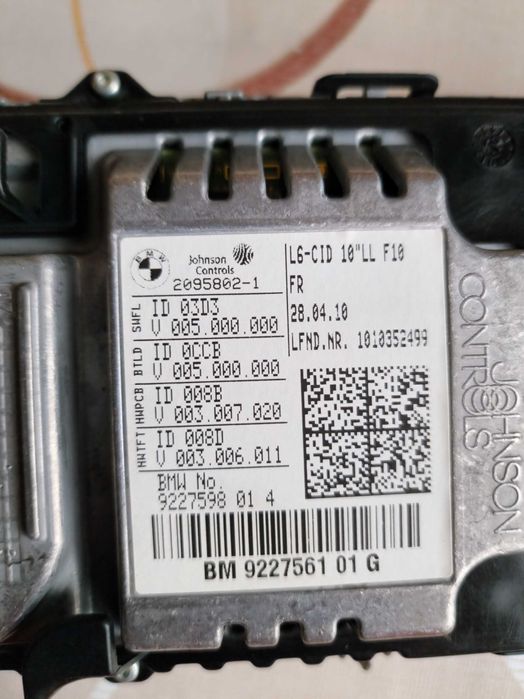 BMW
Johnson
Controls
2095802-1
L6-CID 10"LL F10
FR
28.04.10
LFND.NR. 1010352499
SWFL
ID 03D3
V 005.000.000
BTLD
ID 0CCB
V 005.000.000
HWPCB
ID 008B
V 003.007.020
HWTFT
ID 008D
V 003.006.011
BMW No.
9227598 01 4
BM 9227561 01 G
JOHNSON
CONTROLS